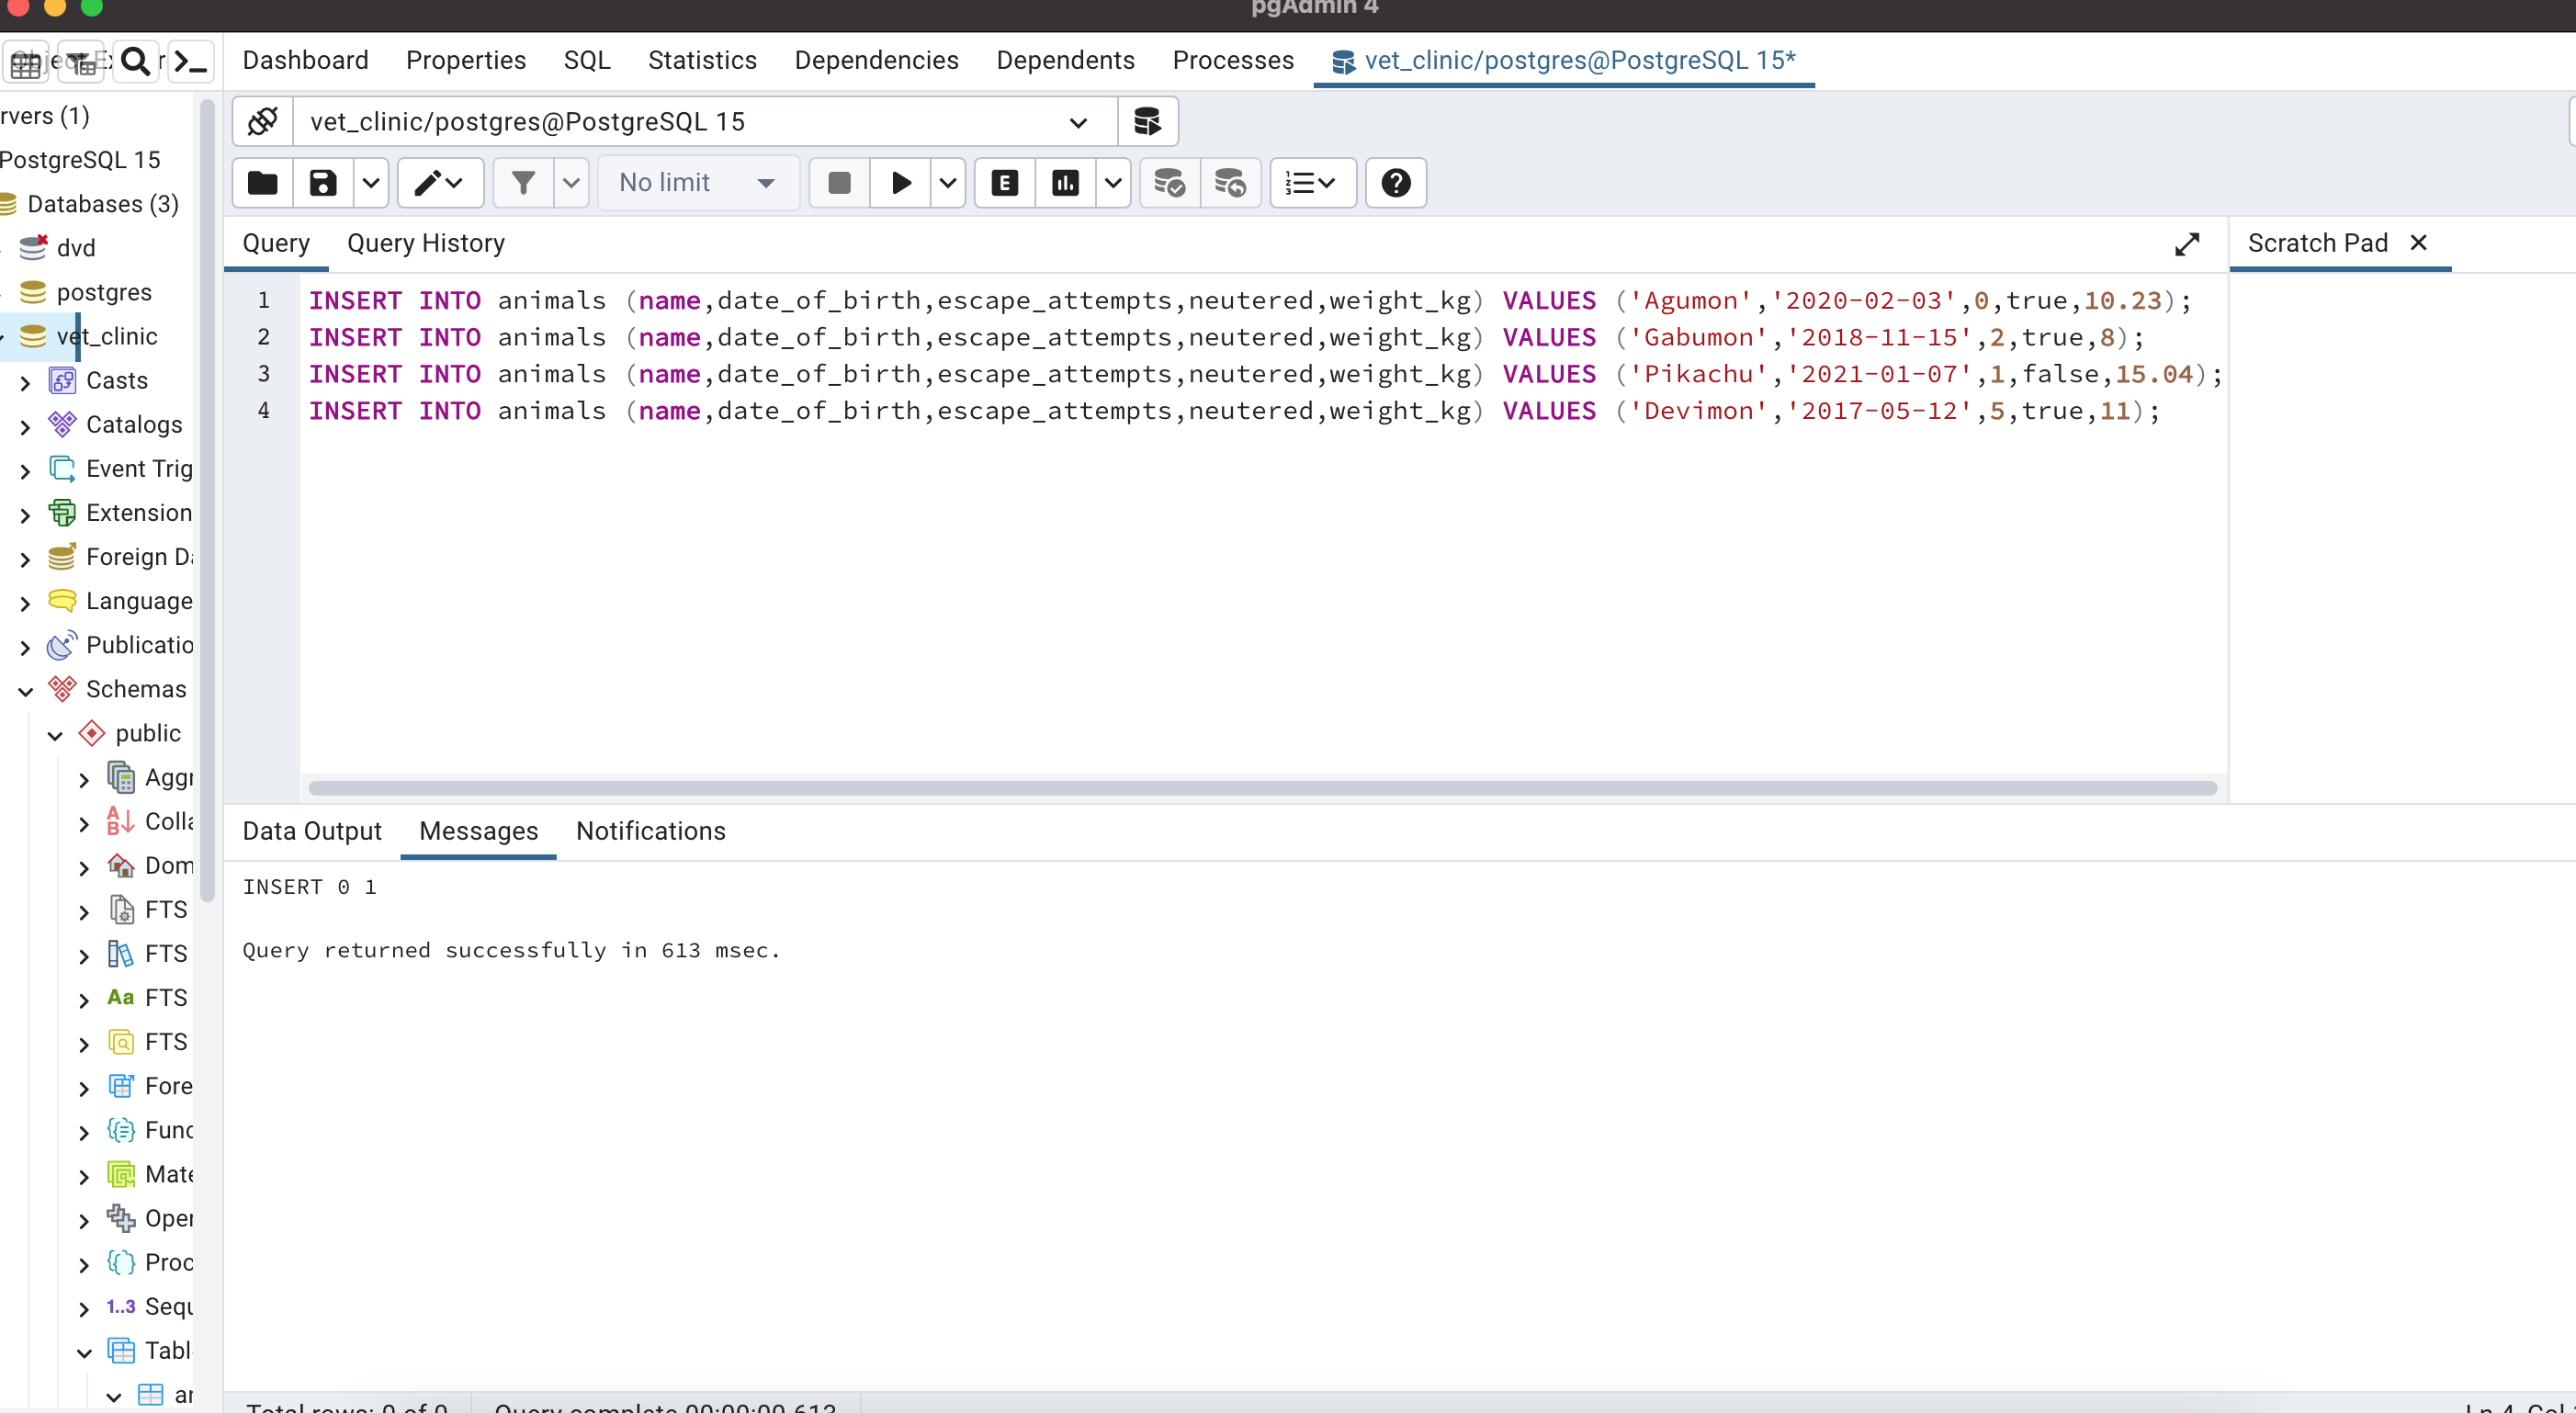 pgAdmin 4
Dashboard Properties SQL Statistics Dependencies Dependents Processes vet_clinic/postgres@PostgreSQL 15*
rvers (1)
PostgreSQL 15
Databases (3)
dvd
postgres
vet_clinic
Casts
Catalogs
Event Trig
Extension
Foreign Da
Language
Publicatio
Schemas
public
Aggr
Colla
Dom
FTS
FTS
Aa FTS
FTS
Fore
Func
Mate
Oper
Proc
1..3 Sequ
Tabl
an
vet_clinic/postgres@PostgreSQL 15
No limit
E
Query Query History
Scratch Pad
1 INSERT INTO animals (name,date_of_birth,escape_attempts,neutered,weight_kg) VALUES ('Agumon','2020-02-03',0,true,10.23);
2 INSERT INTO animals (name,date_of_birth,escape_attempts,neutered,weight_kg) VALUES ('Gabumon','2018-11-15',2,true,8);
3 INSERT INTO animals (name,date_of_birth,escape_attempts,neutered,weight_kg) VALUES ('Pikachu','2021-01-07',1,false,15.04);
4 INSERT INTO animals (name,date_of_birth,escape_attempts,neutered,weight_kg) VALUES ('Devimon','2017-05-12',5,true,11);
Data Output Messages Notifications
INSERT 0 1
Query returned successfully in 613 msec.
Total rows: 0 of 0 Query complete 00:00:00.613
Ln 4, Col